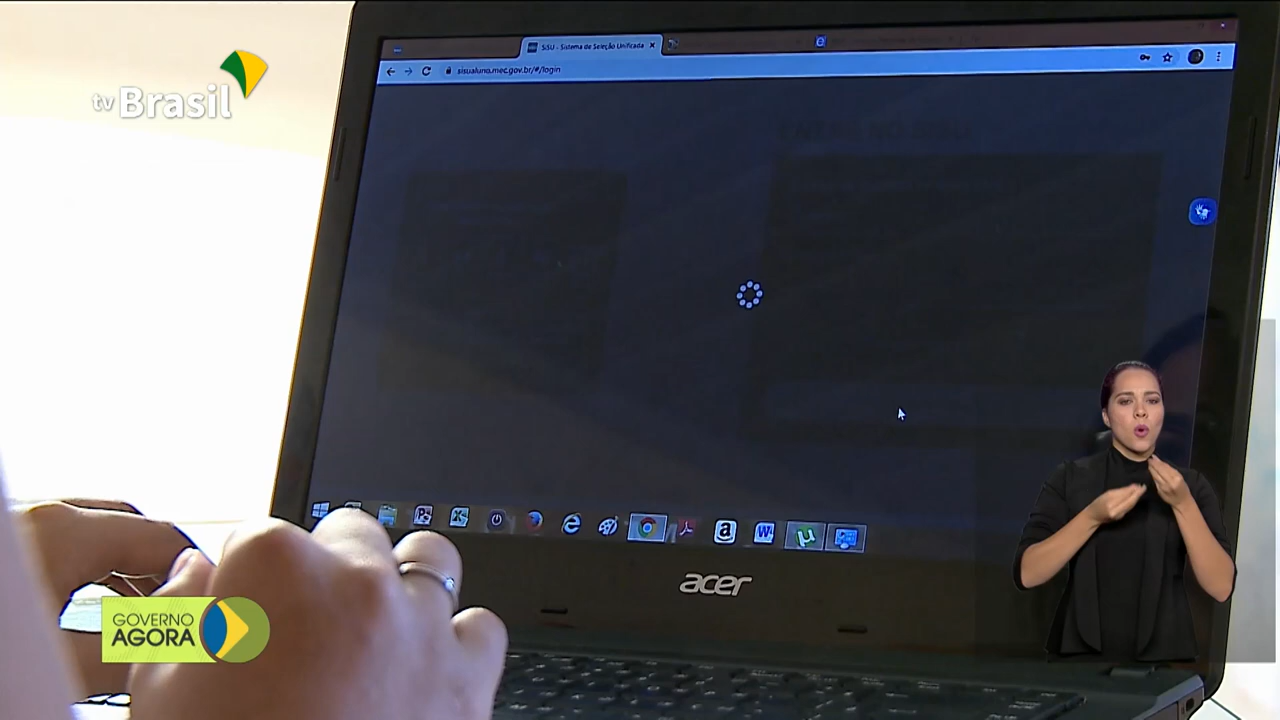 tv Brasil
SiSU - Sistema de Seleção Unificada
sisualuno.mec.gov.br/#/login
acer
GOVERNO
AGORA